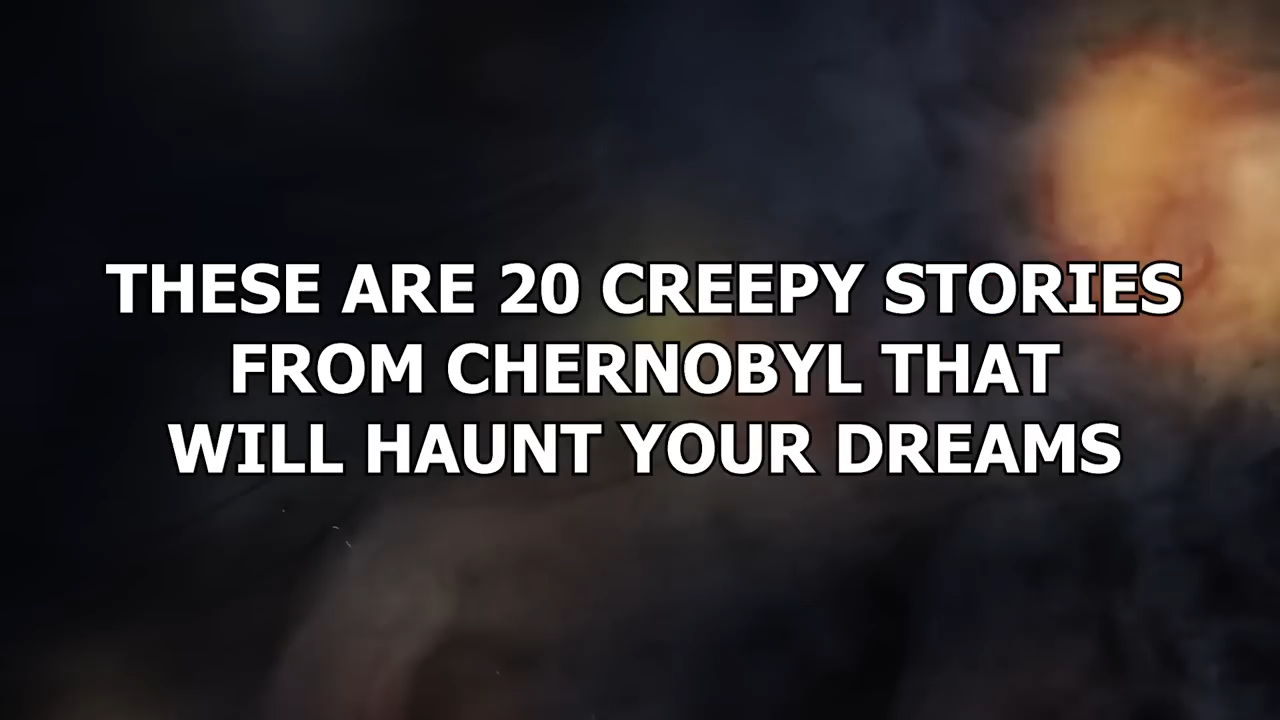 THESE ARE 20 CREEPY STORIES
FROM CHERNOBYL THAT
WILL HAUNT YOUR DREAMS